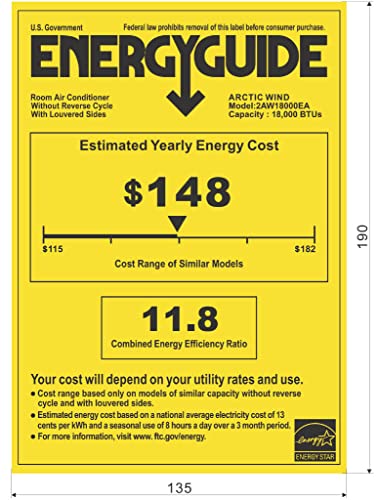 U.S. Government Federal law prohibits removal of this label before consumer purchase.
ENERGYGUIDE
Room Air Conditioner
Without Reverse Cycle
With Louvered Sides
ARCTIC WIND
Model:2AW18000EA
Capacity : 18,000 BTUs
Estimated Yearly Energy Cost
$148
$115 $182
Cost Range of Similar Models
11.8
Combined Energy Efficiency Ratio
Your cost will depend on your utility rates and use.
• Cost range based only on models of similar capacity without reverse
cycle and with louvered sides.
• Estimated energy cost based on a national average electricity cost of 13
cents per kWh and a seasonal use of 8 hours a day over a 3 month period.
• For more information, visit www. ftc.gov/energy.
energy
ENERGY STAR
190
135